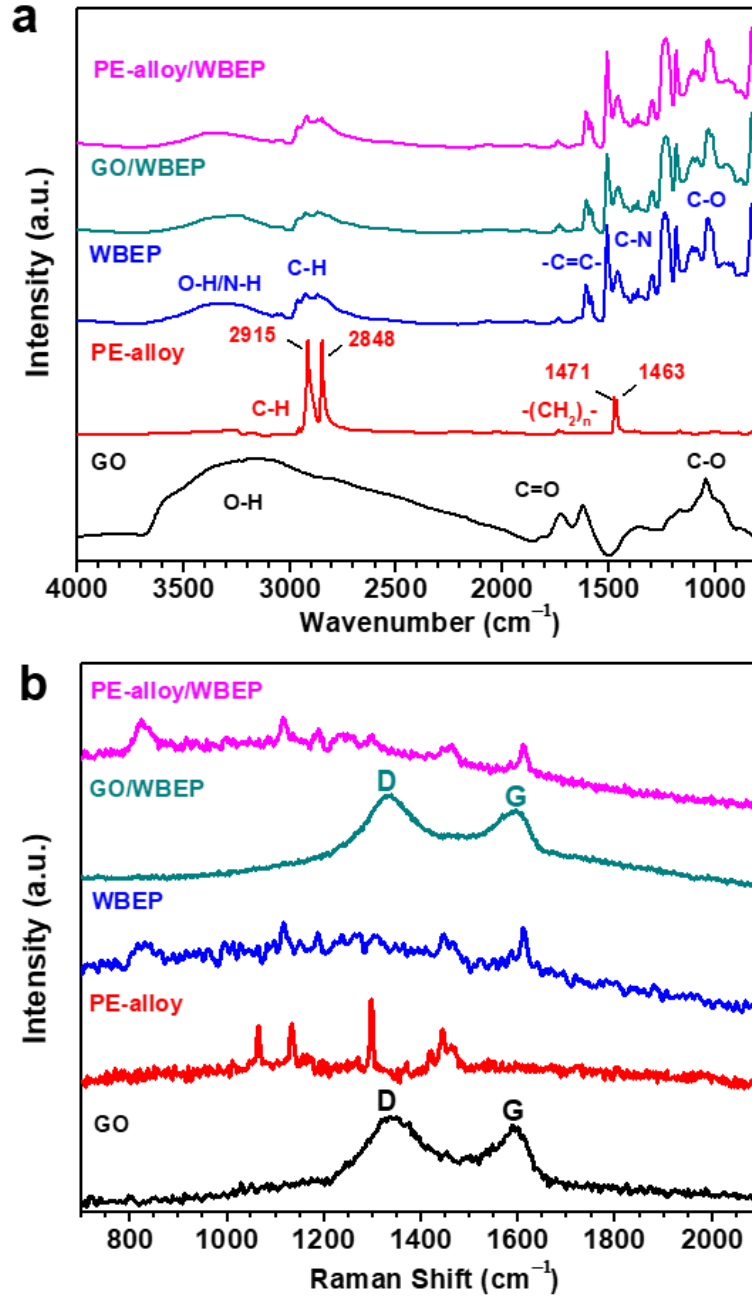 a
PE-alloy/WBEP
GO/WBEP
WBEP
O-H/N-H
C-H
-C=C-
C-N
C-O
PE-alloy
2915
2848
C-H
1471
1463
-(CH₂)ₙ-
GO
O-H
C=O
C-O
Intensity (a.u.)
4000 3500 3000 2500 2000 1500 1000
Wavenumber (cm⁻¹)
b
PE-alloy/WBEP
GO/WBEP
D
G
WBEP
PE-alloy
GO
D
G
Intensity (a.u.)
800 1000 1200 1400 1600 1800 2000
Raman Shift (cm⁻¹)